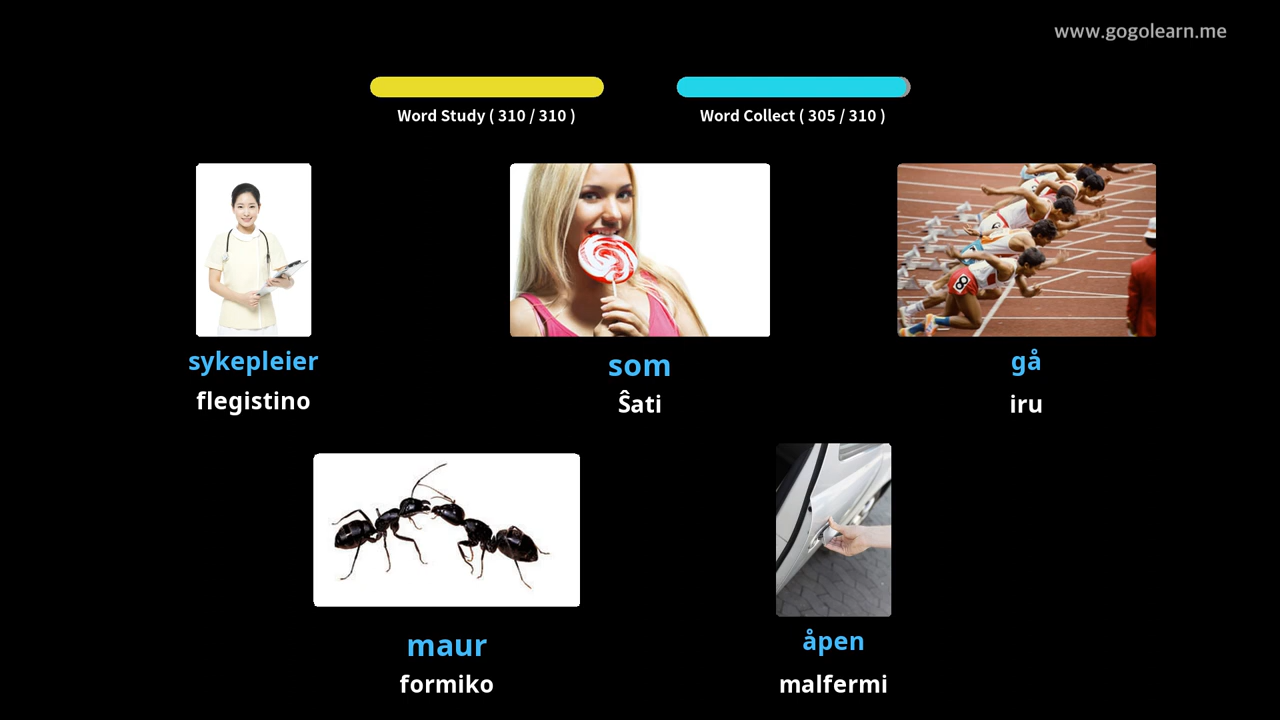 www.gogolearn.me
Word Study ( 310 / 310 )
Word Collect ( 305 / 310 )
sykepleier
flegistino
som
Ŝati
gå
iru
maur
formiko
åpen
malfermi